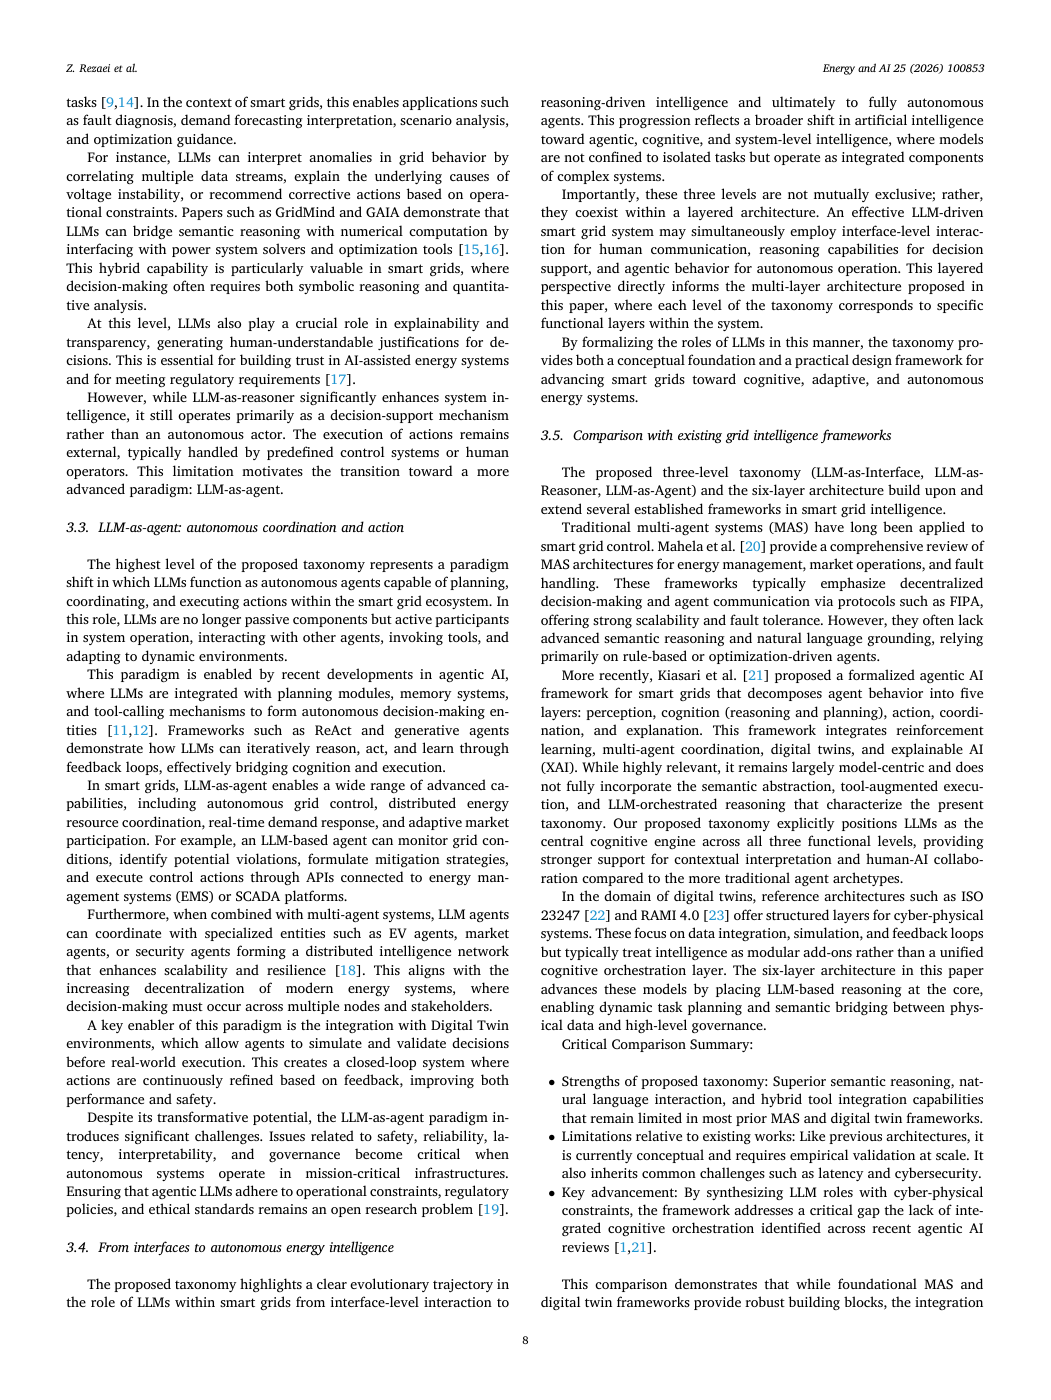 Z. Rezaei et al.
Energy and AI 25 (2026) 100853
tasks [9,14]. In the context of smart grids, this enables applications such
as fault diagnosis, demand forecasting interpretation, scenario analysis,
and optimization guidance.
For instance, LLMs can interpret anomalies in grid behavior by
correlating multiple data streams, explain the underlying causes of
voltage instability, or recommend corrective actions based on opera-
tional constraints. Papers such as GridMind and GAIA demonstrate that
LLMs can bridge semantic reasoning with numerical computation by
interfacing with power system solvers and optimization tools [15,16].
This hybrid capability is particularly valuable in smart grids, where
decision-making often requires both symbolic reasoning and quantita-
tive analysis.
At this level, LLMs also play a crucial role in explainability and
transparency, generating human-understandable justifications for de-
cisions. This is essential for building trust in AI-assisted energy systems
and for meeting regulatory requirements [17].
However, while LLM-as-reasoner significantly enhances system in-
telligence, it still operates primarily as a decision-support mechanism
rather than an autonomous actor. The execution of actions remains
external, typically handled by predefined control systems or human
operators. This limitation motivates the transition toward a more
advanced paradigm: LLM-as-agent.
3.3. LLM-as-agent: autonomous coordination and action
The highest level of the proposed taxonomy represents a paradigm
shift in which LLMs function as autonomous agents capable of planning,
coordinating, and executing actions within the smart grid ecosystem. In
this role, LLMs are no longer passive components but active participants
in system operation, interacting with other agents, invoking tools, and
adapting to dynamic environments.
This paradigm is enabled by recent developments in agentic AI,
where LLMs are integrated with planning modules, memory systems,
and tool-calling mechanisms to form autonomous decision-making en-
tities [11,12]. Frameworks such as ReAct and generative agents
demonstrate how LLMs can iteratively reason, act, and learn through
feedback loops, effectively bridging cognition and execution.
In smart grids, LLM-as-agent enables a wide range of advanced ca-
pabilities, including autonomous grid control, distributed energy
resource coordination, real-time demand response, and adaptive market
participation. For example, an LLM-based agent can monitor grid con-
ditions, identify potential violations, formulate mitigation strategies,
and execute control actions through APIs connected to energy man-
agement systems (EMS) or SCADA platforms.
Furthermore, when combined with multi-agent systems, LLM agents
can coordinate with specialized entities such as EV agents, market
agents, or security agents forming a distributed intelligence network
that enhances scalability and resilience [18]. This aligns with the
increasing decentralization of modern energy systems, where
decision-making must occur across multiple nodes and stakeholders.
A key enabler of this paradigm is the integration with Digital Twin
environments, which allow agents to simulate and validate decisions
before real-world execution. This creates a closed-loop system where
actions are continuously refined based on feedback, improving both
performance and safety.
Despite its transformative potential, the LLM-as-agent paradigm in-
troduces significant challenges. Issues related to safety, reliability, la-
tency, interpretability, and governance become critical when
autonomous systems operate in mission-critical infrastructures.
Ensuring that agentic LLMs adhere to operational constraints, regulatory
policies, and ethical standards remains an open research problem [19].
3.4. From interfaces to autonomous energy intelligence
The proposed taxonomy highlights a clear evolutionary trajectory in
the role of LLMs within smart grids from interface-level interaction to
reasoning-driven intelligence and ultimately to fully autonomous
agents. This progression reflects a broader shift in artificial intelligence
toward agentic, cognitive, and system-level intelligence, where models
are not confined to isolated tasks but operate as integrated components
of complex systems.
Importantly, these three levels are not mutually exclusive; rather,
they coexist within a layered architecture. An effective LLM-driven
smart grid system may simultaneously employ interface-level interac-
tion for human communication, reasoning capabilities for decision
support, and agentic behavior for autonomous operation. This layered
perspective directly informs the multi-layer architecture proposed in
this paper, where each level of the taxonomy corresponds to specific
functional layers within the system.
By formalizing the roles of LLMs in this manner, the taxonomy pro-
vides both a conceptual foundation and a practical design framework for
advancing smart grids toward cognitive, adaptive, and autonomous
energy systems.
3.5. Comparison with existing grid intelligence frameworks
The proposed three-level taxonomy (LLM-as-Interface, LLM-as-
Reasoner, LLM-as-Agent) and the six-layer architecture build upon and
extend several established frameworks in smart grid intelligence.
Traditional multi-agent systems (MAS) have long been applied to
smart grid control. Mahela et al. [20] provide a comprehensive review of
MAS architectures for energy management, market operations, and fault
handling. These frameworks typically emphasize decentralized
decision-making and agent communication via protocols such as FIPA,
offering strong scalability and fault tolerance. However, they often lack
advanced semantic reasoning and natural language grounding, relying
primarily on rule-based or optimization-driven agents.
More recently, Kiasari et al. [21] proposed a formalized agentic AI
framework for smart grids that decomposes agent behavior into five
layers: perception, cognition (reasoning and planning), action, coordi-
nation, and explanation. This framework integrates reinforcement
learning, multi-agent coordination, digital twins, and explainable AI
(XAI). While highly relevant, it remains largely model-centric and does
not fully incorporate the semantic abstraction, tool-augmented execu-
tion, and LLM-orchestrated reasoning that characterize the present
taxonomy. Our proposed taxonomy explicitly positions LLMs as the
central cognitive engine across all three functional levels, providing
stronger support for contextual interpretation and human-AI collabo-
ration compared to the more traditional agent archetypes.
In the domain of digital twins, reference architectures such as ISO
23247 [22] and RAMI 4.0 [23] offer structured layers for cyber-physical
systems. These focus on data integration, simulation, and feedback loops
but typically treat intelligence as modular add-ons rather than a unified
cognitive orchestration layer. The six-layer architecture in this paper
advances these models by placing LLM-based reasoning at the core,
enabling dynamic task planning and semantic bridging between phys-
ical data and high-level governance.
Critical Comparison Summary:
• Strengths of proposed taxonomy: Superior semantic reasoning, nat-
ural language interaction, and hybrid tool integration capabilities
that remain limited in most prior MAS and digital twin frameworks.
• Limitations relative to existing works: Like previous architectures, it
is currently conceptual and requires empirical validation at scale. It
also inherits common challenges such as latency and cybersecurity.
• Key advancement: By synthesizing LLM roles with cyber-physical
constraints, the framework addresses a critical gap the lack of inte-
grated cognitive orchestration identified across recent agentic AI
reviews [1,21].
This comparison demonstrates that while foundational MAS and
digital twin frameworks provide robust building blocks, the integration
8